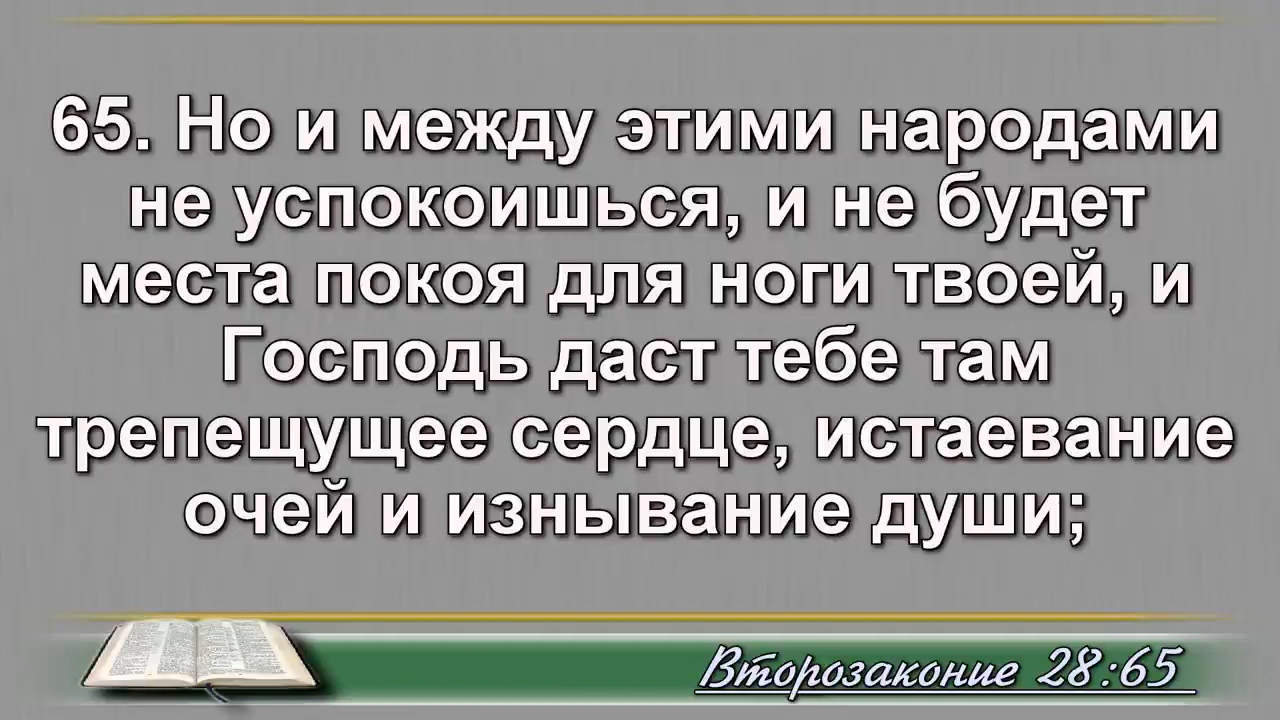 65. Но и между этими народами
не успокоишься, и не будет
места покоя для ноги твоей, и
Господь даст тебе там
трепещущее сердце, истаевание
очей и изнывание души;
Второзаконие 28:65